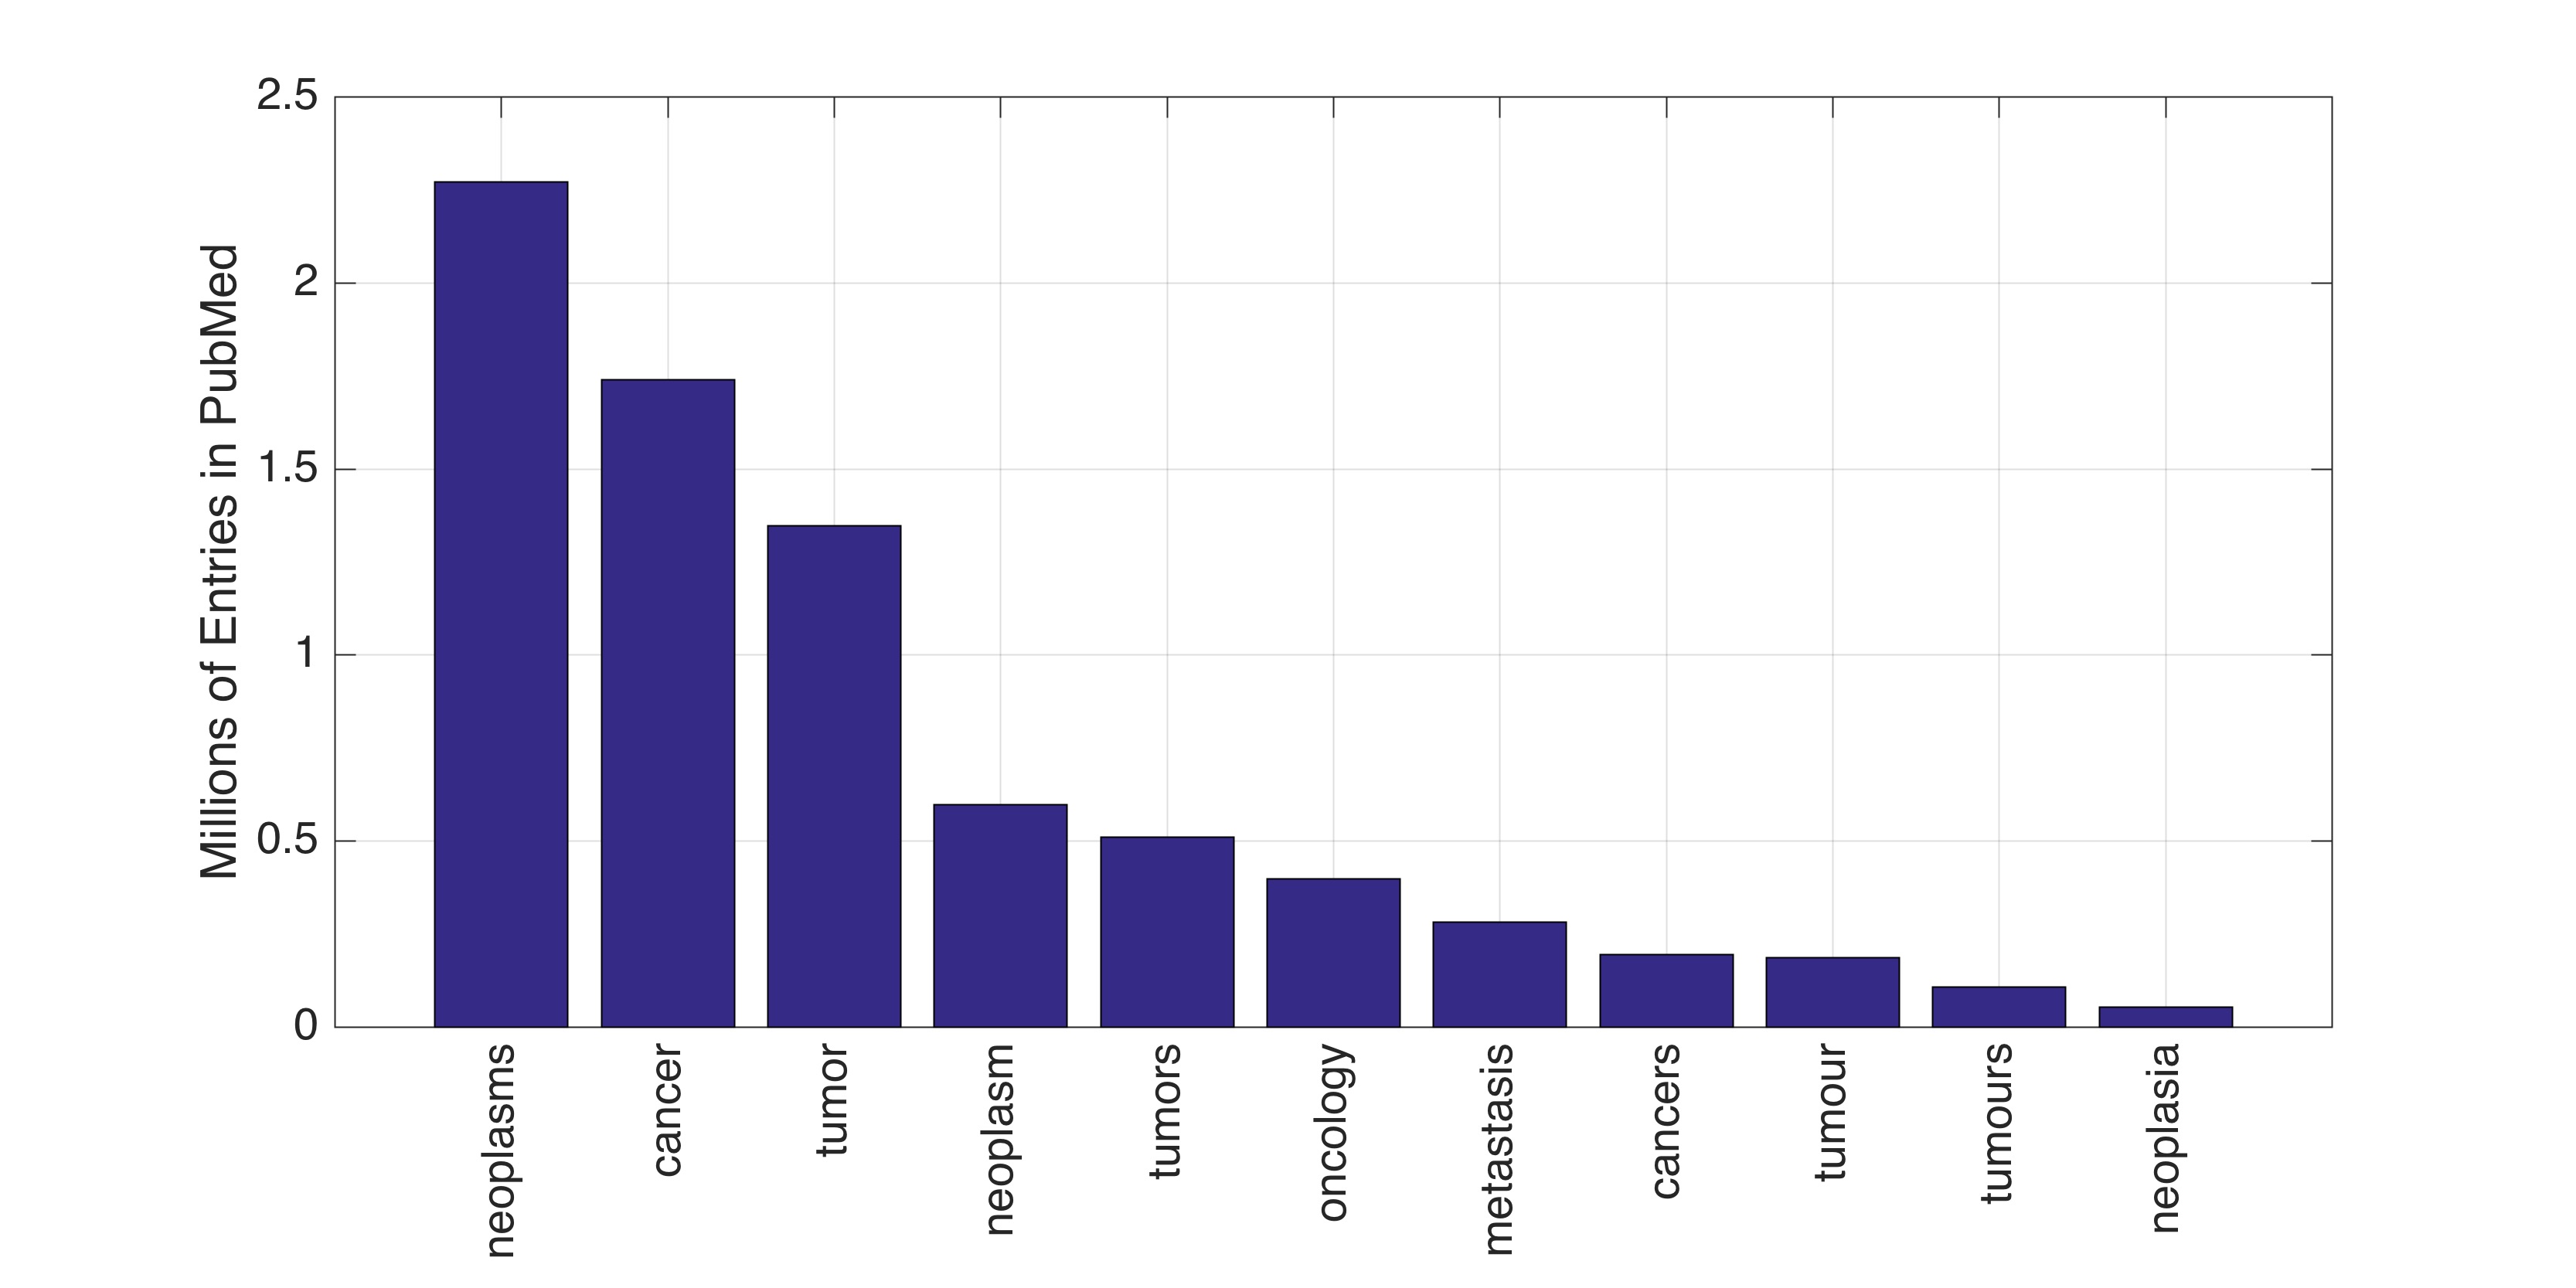 Millions of Entries in PubMed
2.5
2
1.5
1
0.5
0
neoplasms
cancer
tumor
neoplasm
tumors
oncology
metastasis
cancers
tumour
tumours
neoplasia